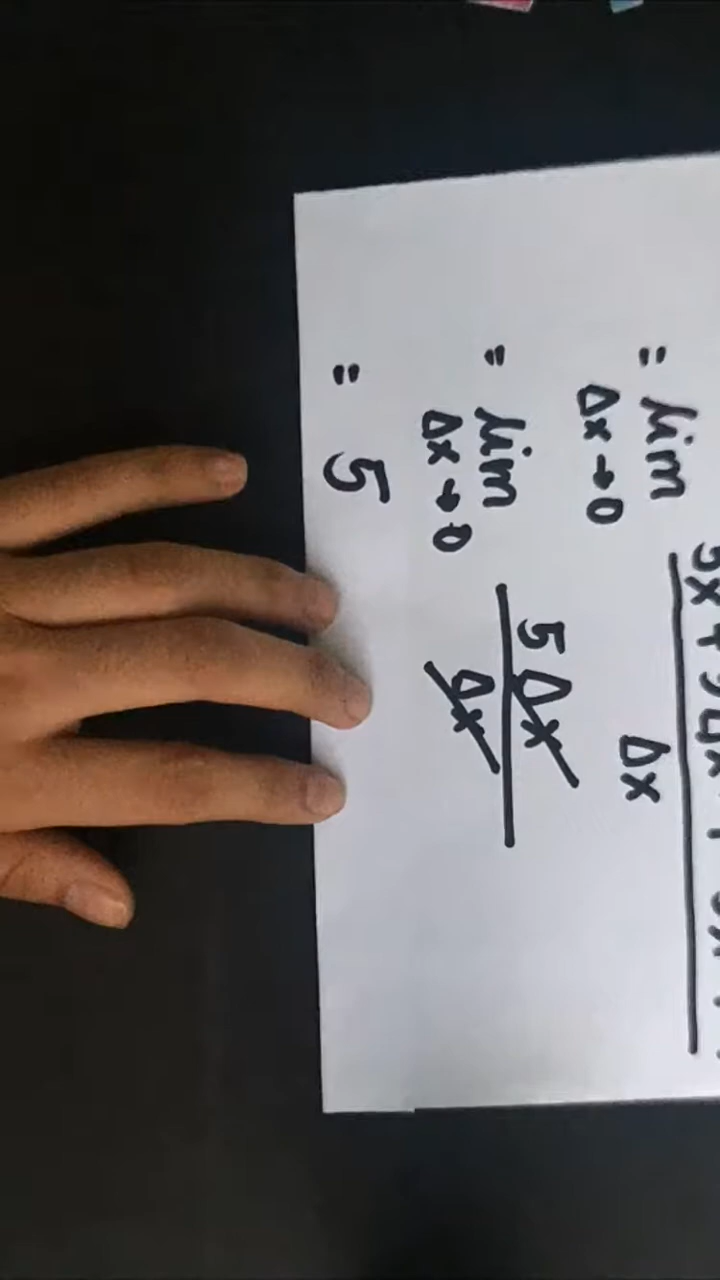 = lim
Δx→0
Δx
= lim 5Δx
Δx→0 Δx
= 5